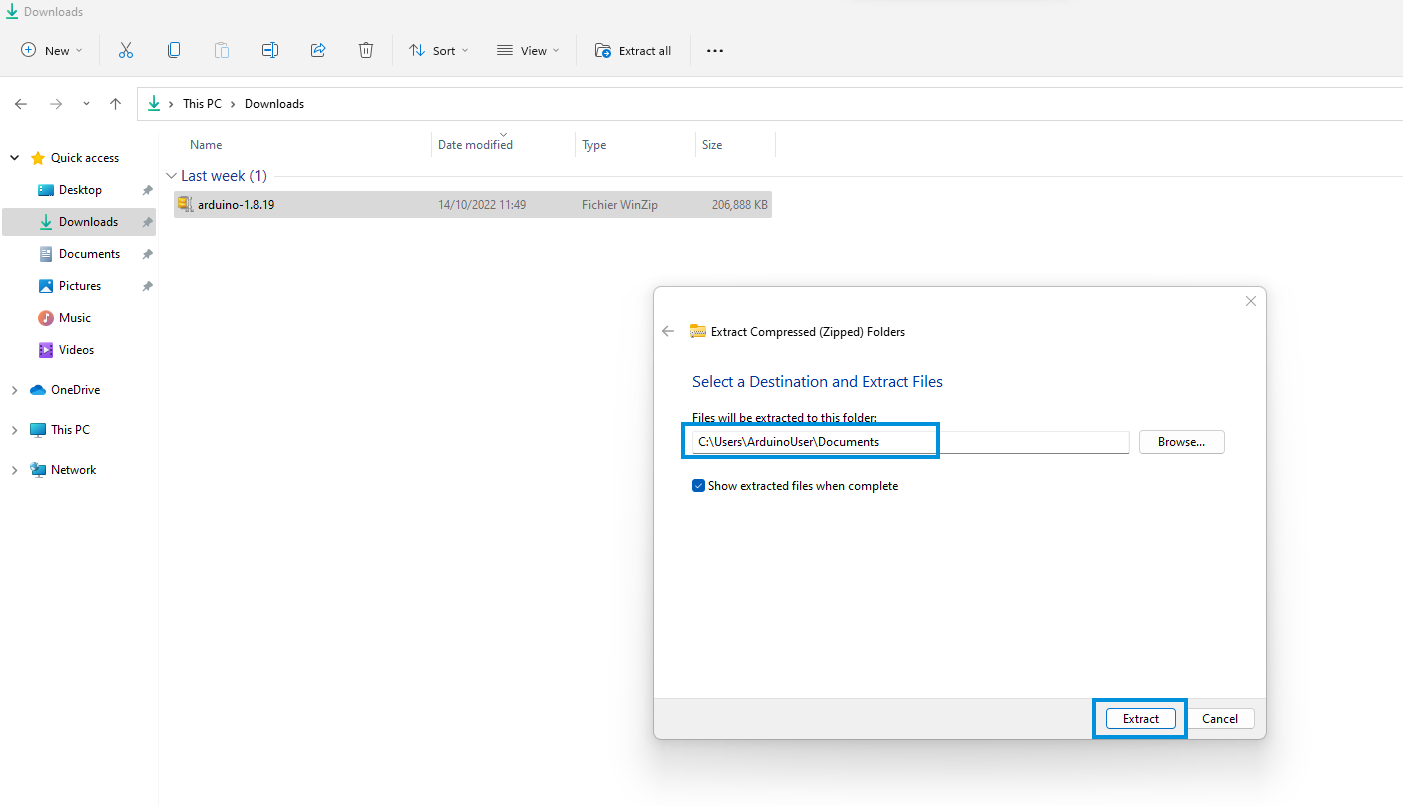 Downloads
New Sort View Extract all
This PC Downloads
Name Date modified Type Size
Quick access
Last week (1)
Desktop
arduino-1.8.19 14/10/2022 11:49 Fichier WinZip 206,888 KB
Downloads
Documents
Pictures
Music
Videos
OneDrive
This PC
Network
Extract Compressed (Zipped) Folders
Select a Destination and Extract Files
Files will be extracted to this folder:
C:\Users\ArduinoUser\Documents Browse...
Show extracted files when complete
Extract Cancel